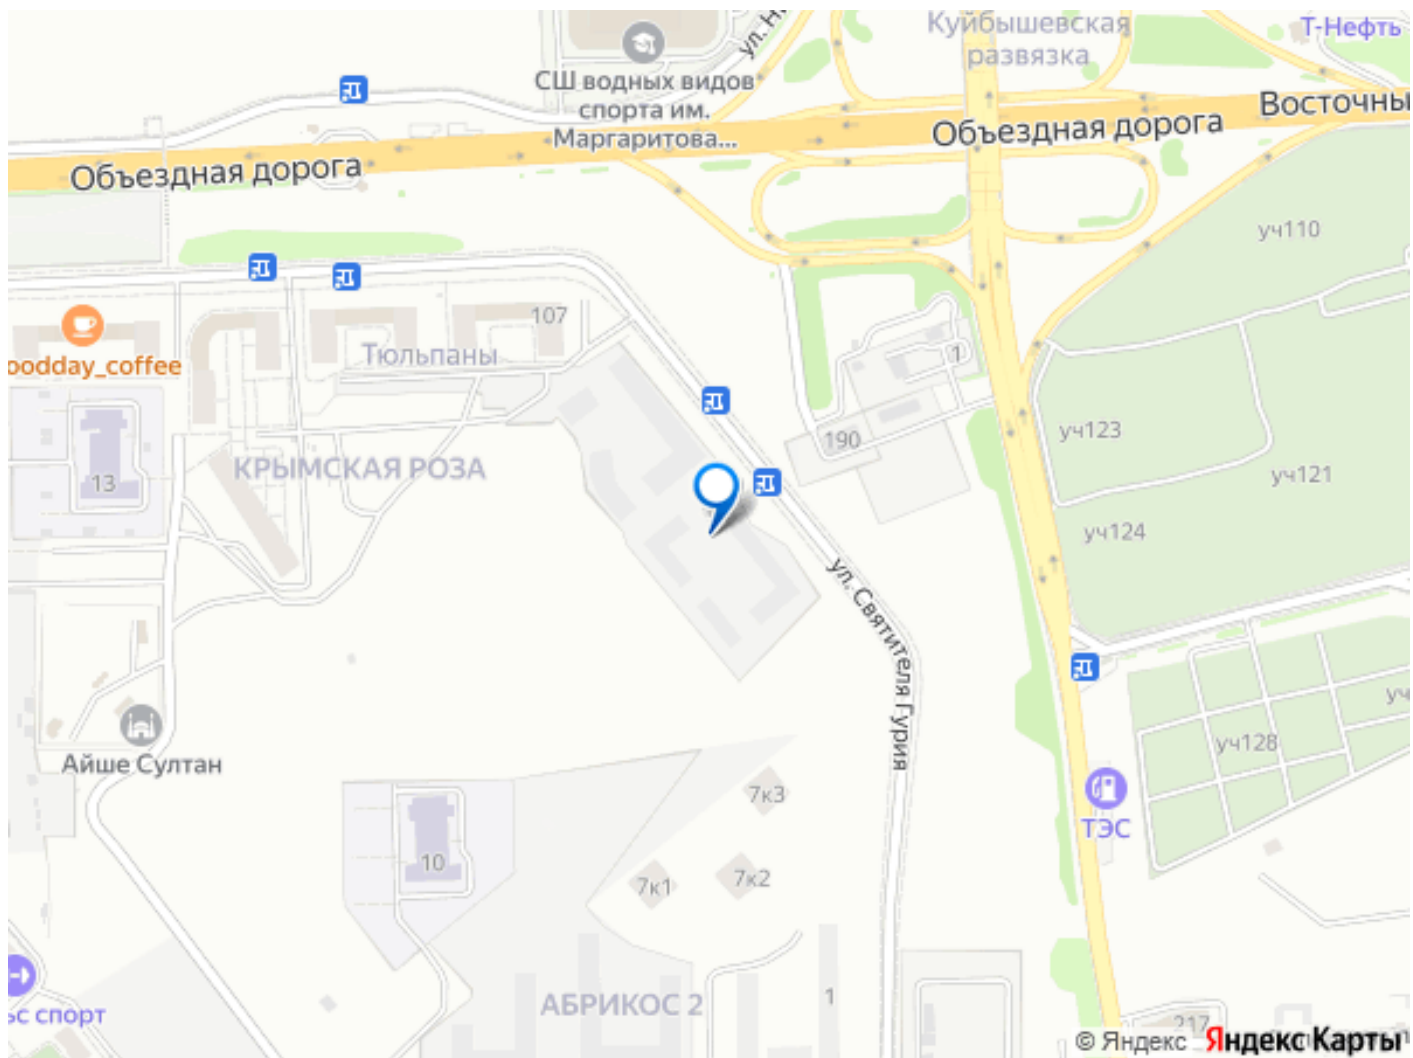 Куйбышевская
развязка
Т-Нефть
СШ водных видов
спорта им.
Маргаритова...
Восточны
Объездная дорога
Объездная дорога
уч110
107
Тюльпаны
oodday_coffee
1
190
уч123
КРЫМСКАЯ РОЗА
13
уч121
уч124
ул. Святителя Гурия
уч128
Айше Султан
7к3
ТЭС
10
7к1
7к2
АБРИКОС 2
1
ьс спорт
217
© Яндекс Яндекс Карты